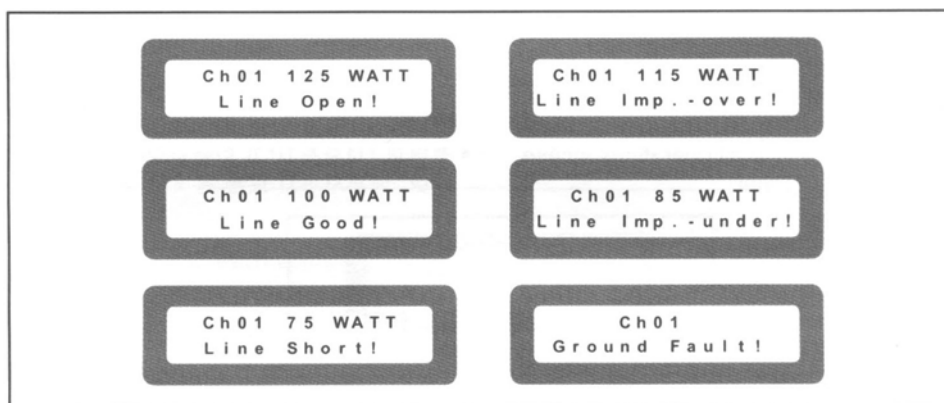 Ch01 125 WATT
Line Open!
Ch01 115 WATT
Line Imp.-over!
Ch01 100 WATT
Line Good!
Ch01 85 WATT
Line Imp.-under!
Ch01 75 WATT
Line Short!
Ch01
Ground Fault!